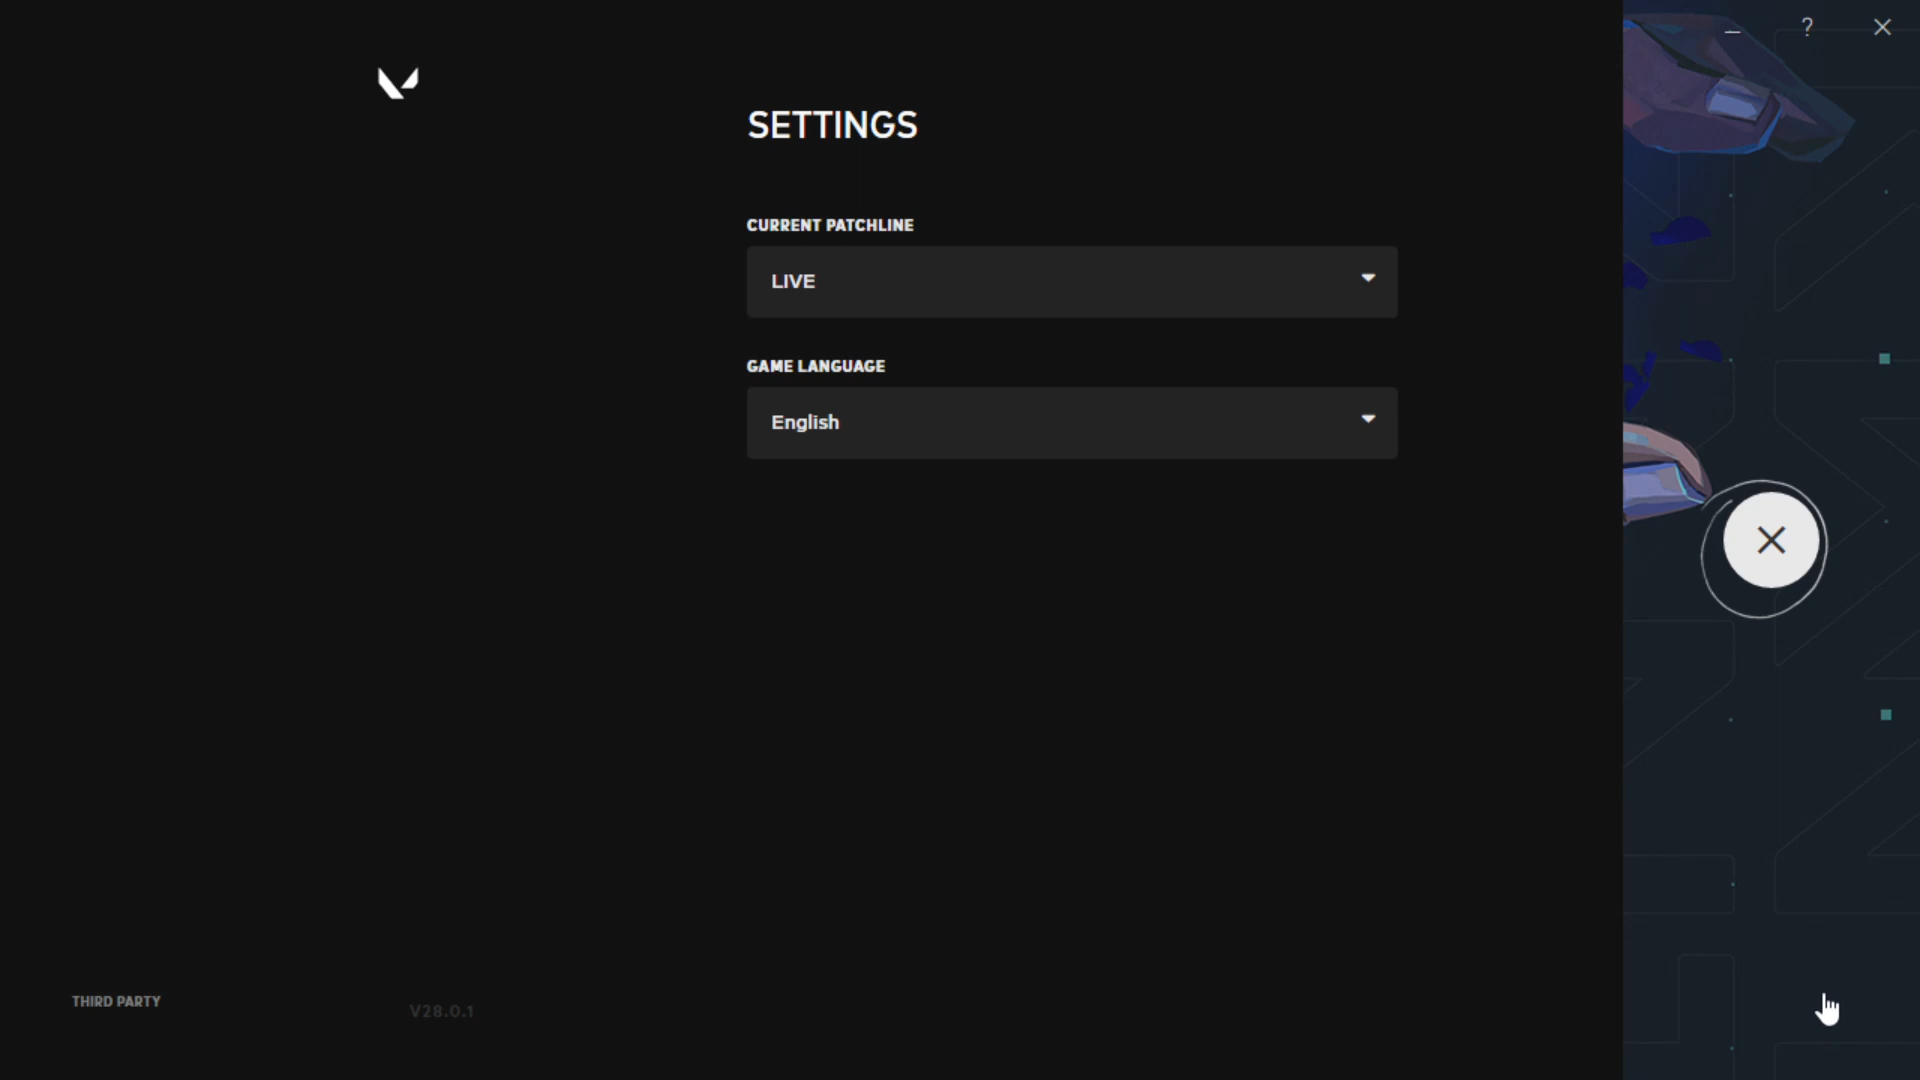 ?
SETTINGS
CURRENT PATCHLINE
LIVE
GAME LANGUAGE
English
THIRD PARTY
V28.0.1